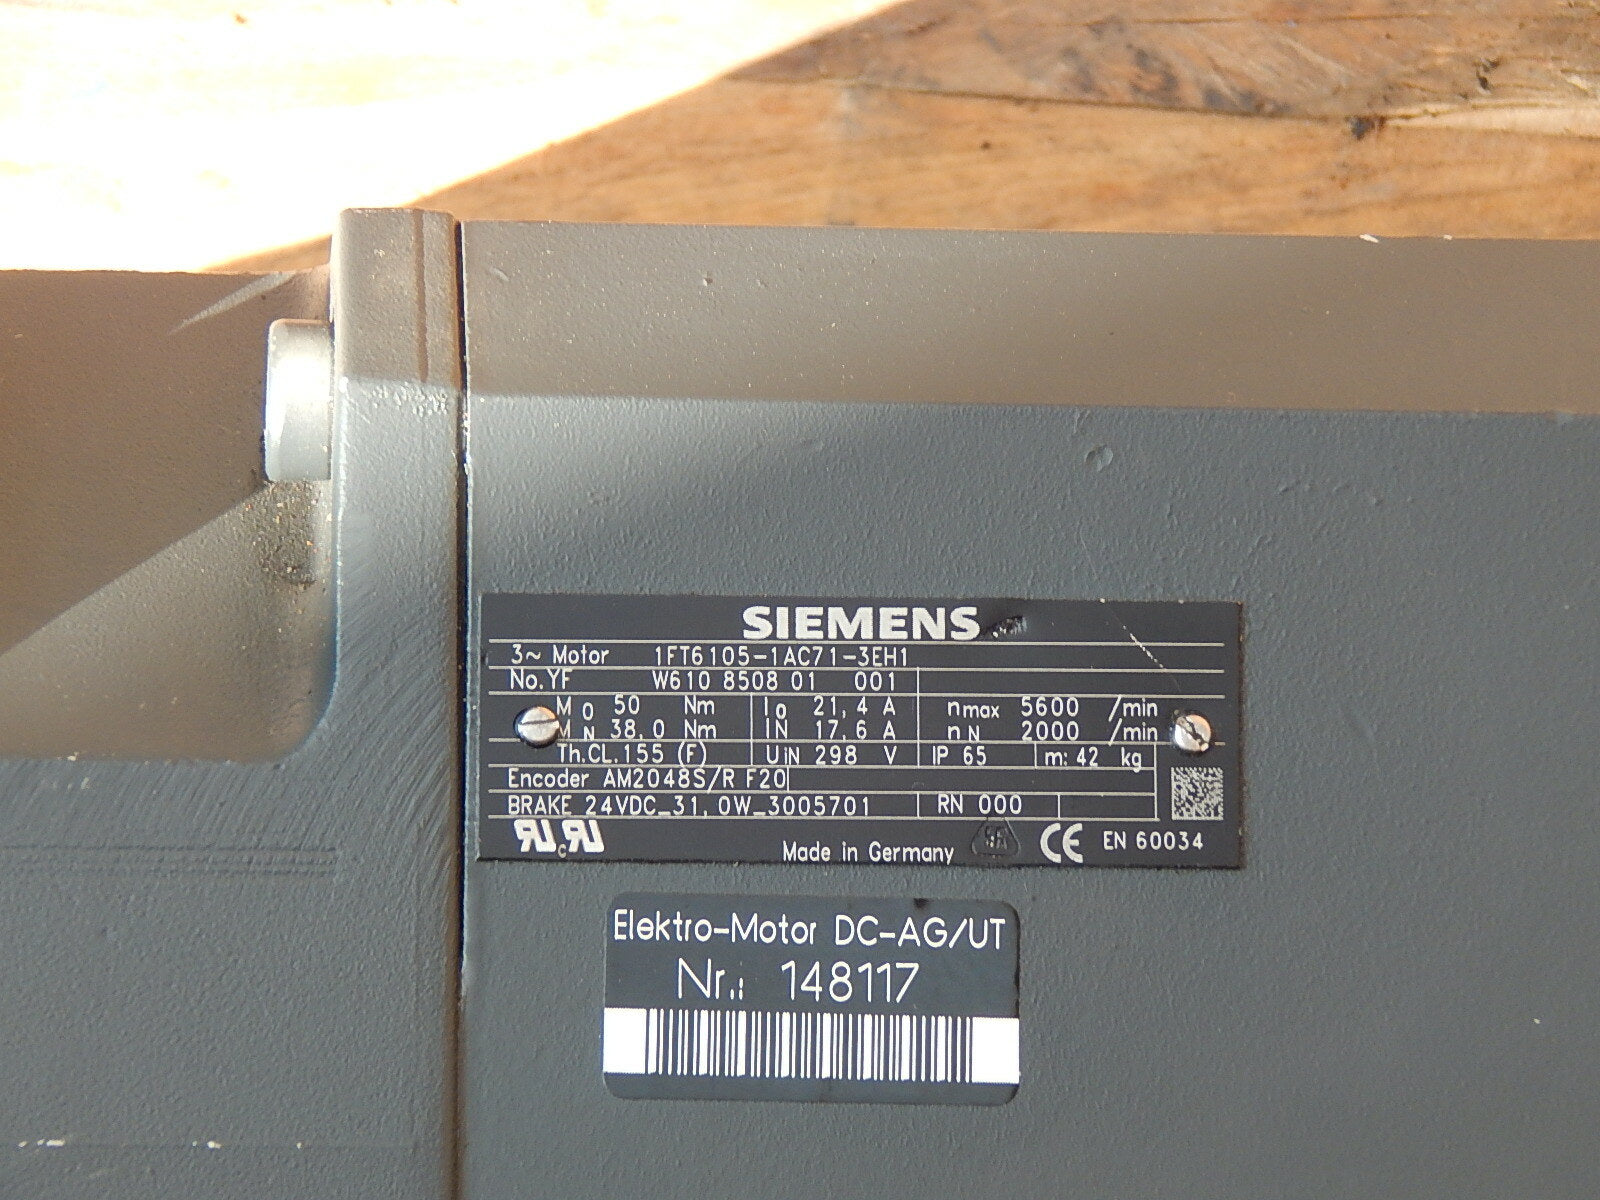 SIEMENS
3~ Motor 1FT6105-1AC71-3EH1
No.YF W610 8508 01 001
M0 50 Nm I0 21,4 A nmax 5600 /min
MN 38,0 Nm IN 17,6 A nN 2000 /min
Th.CL.155 (F) UiN 298 V IP 65 m: 42 kg
Encoder AM2048S/R F20
BRAKE 24VDC_31,0W_3005701 RN 000
RU cRU Made in Germany CE EN 60034
Elektro-Motor DC-AG/UT
Nr.: 148117